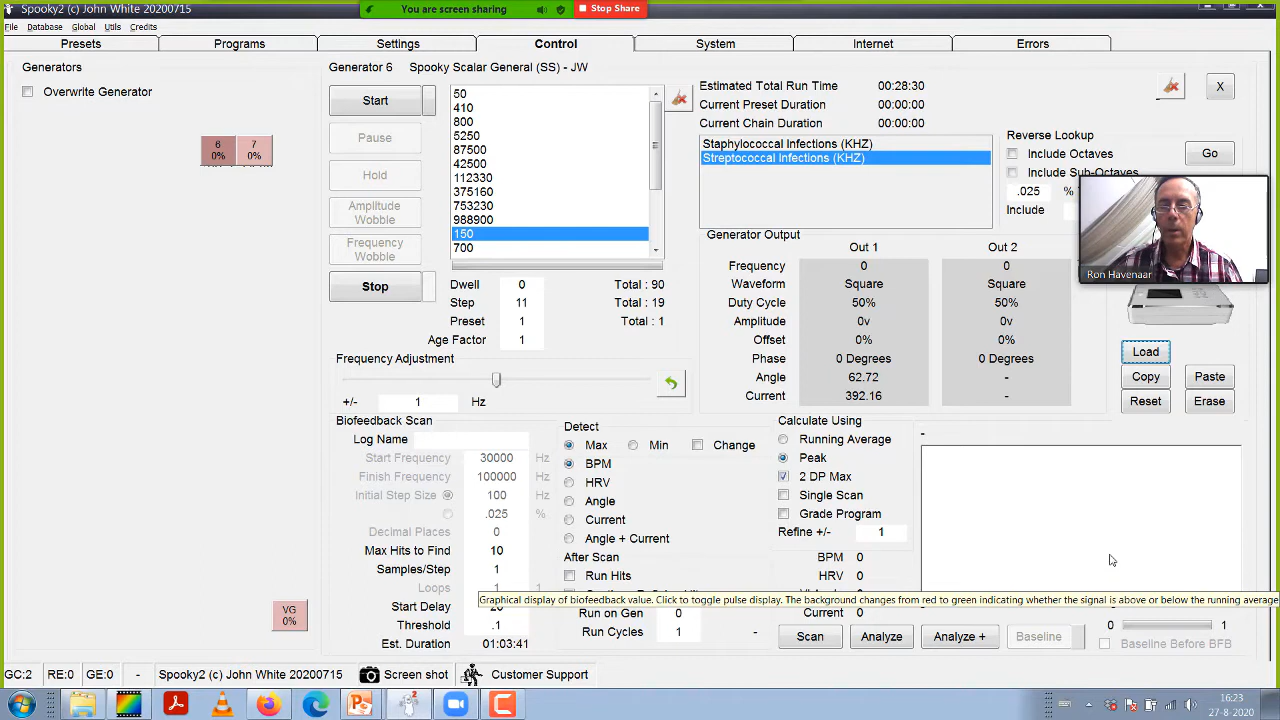 Spooky2 (c) John White 20200715
You are screen sharing
Stop Share
File Database Global Utils Credits
Presets Programs Settings Control System Internet Errors
Generators
Overwrite Generator
6
0%
7
0%
VG
0%
Generator 6 Spooky Scalar General (SS) - JW
Start
Pause
Hold
Amplitude
Wobble
Frequency
Wobble
Stop
50
410
800
5250
87500
42500
112330
375160
753230
988900
150
700
Dwell 0 Total : 90
Step 11 Total : 19
Preset 1 Total : 1
Age Factor 1
Frequency Adjustment
+/- 1 Hz
Estimated Total Run Time 00:28:30
Current Preset Duration 00:00:00
Current Chain Duration 00:00:00
X
Staphylococcal Infections (KHZ)
Streptococcal Infections (KHZ)
Reverse Lookup
Include Octaves
Go
Include Sub-Octaves
.025 %
Include
Ron Havenaar
Generator Output
Out 1 Out 2
Frequency 0 0
Waveform Square Square
Duty Cycle 50% 50%
Amplitude 0v 0v
Offset 0% 0%
Phase 0 Degrees 0 Degrees
Angle 62.72 -
Current 392.16 -
Load
Copy Paste
Reset Erase
Biofeedback Scan
Log Name
Start Frequency 30000 Hz
Finish Frequency 100000 Hz
Initial Step Size 100 Hz
.025 %
Decimal Places 0
Max Hits to Find 10
Samples/Step 1
Loops 1 1
Start Delay 20
Threshold .1
Est. Duration 01:03:41
Detect
Max Min Change
BPM
HRV
Angle
Current
Angle + Current
After Scan
Run Hits
Run on Gen 0
Run Cycles 1 -
Calculate Using
Running Average
Peak
2 DP Max
Single Scan
Grade Program
Refine +/- 1
BPM 0
HRV 0
Current 0
-
Graphical display of biofeedback value. Click to toggle pulse display. The background changes from red to green indicating whether the signal is above or below the running average
Scan Analyze Analyze + Baseline
0 1
Baseline Before BFB
GC:2 RE:0 GE:0 - Spooky2 (c) John White 20200715 Screen shot Customer Support
16:23
27-8-2020